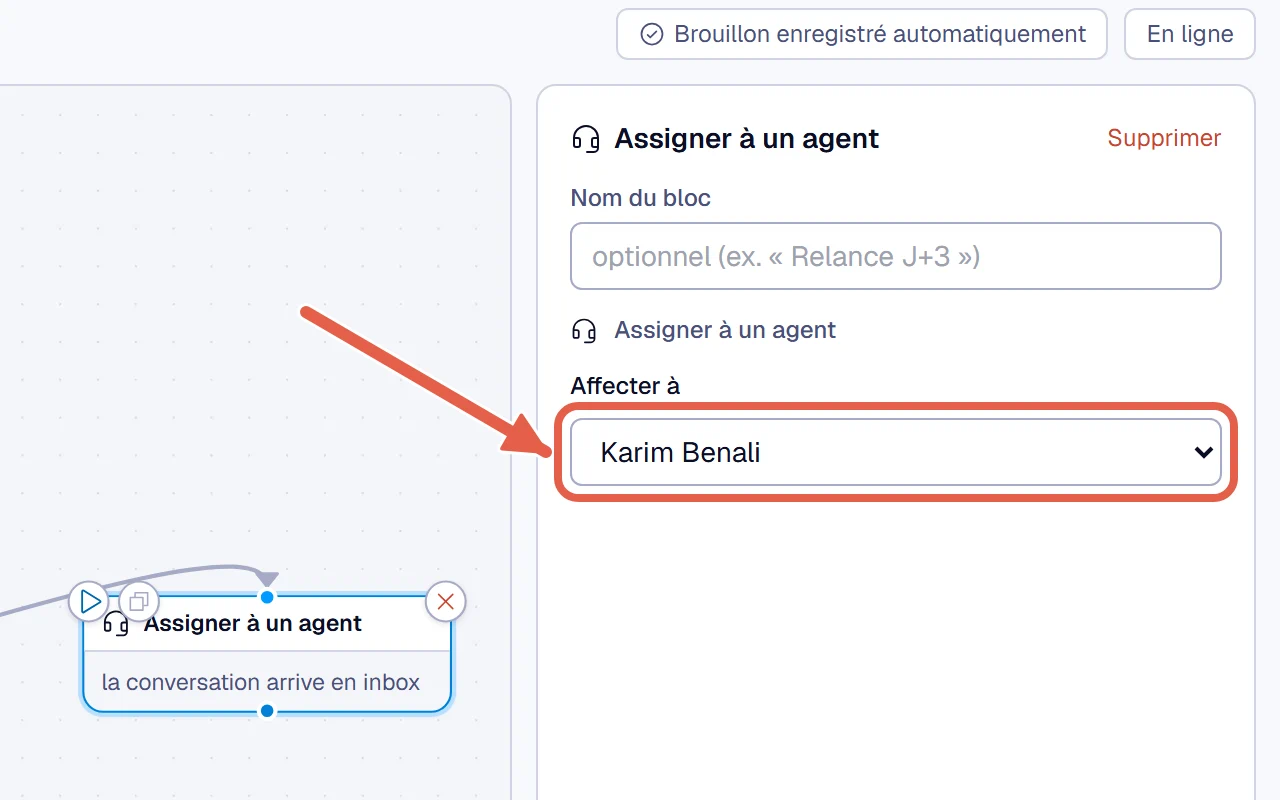 Brouillon enregistré automatiquement
En ligne
Assigner à un agent
Supprimer
Nom du bloc
optionnel (ex. « Relance J+3 »)
Assigner à un agent
Affecter à
Karim Benali
Assigner à un agent
la conversation arrive en inbox